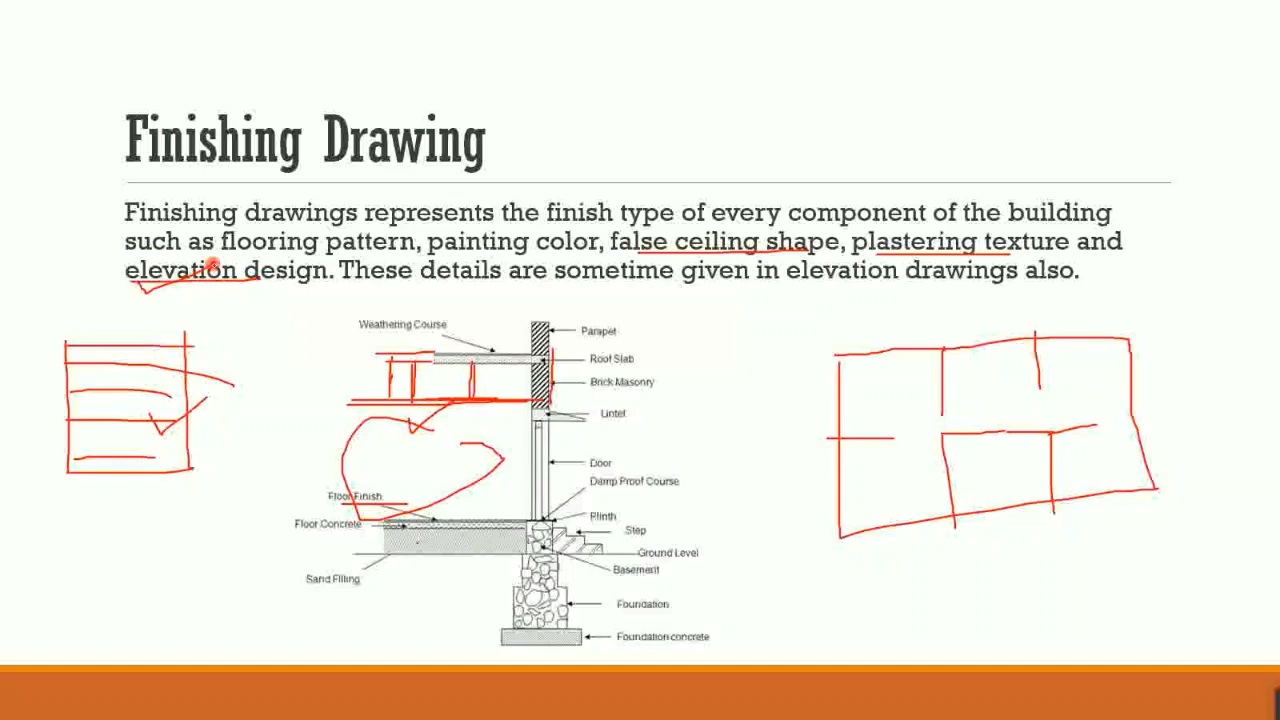 Finishing Drawing
Finishing drawings represents the finish type of every component of the building
such as flooring pattern, painting color, false ceiling shape, plastering texture and
elevation design. These details are sometime given in elevation drawings also.
Weathering Course
Parapet
Roof Slab
Brick Masonry
Lintel
Door
Damp Proof Course
Floor Finish
Plinth
Floor Concrete
Step
Ground Level
Basement
Sand Filling
Foundation
Foundation concrete